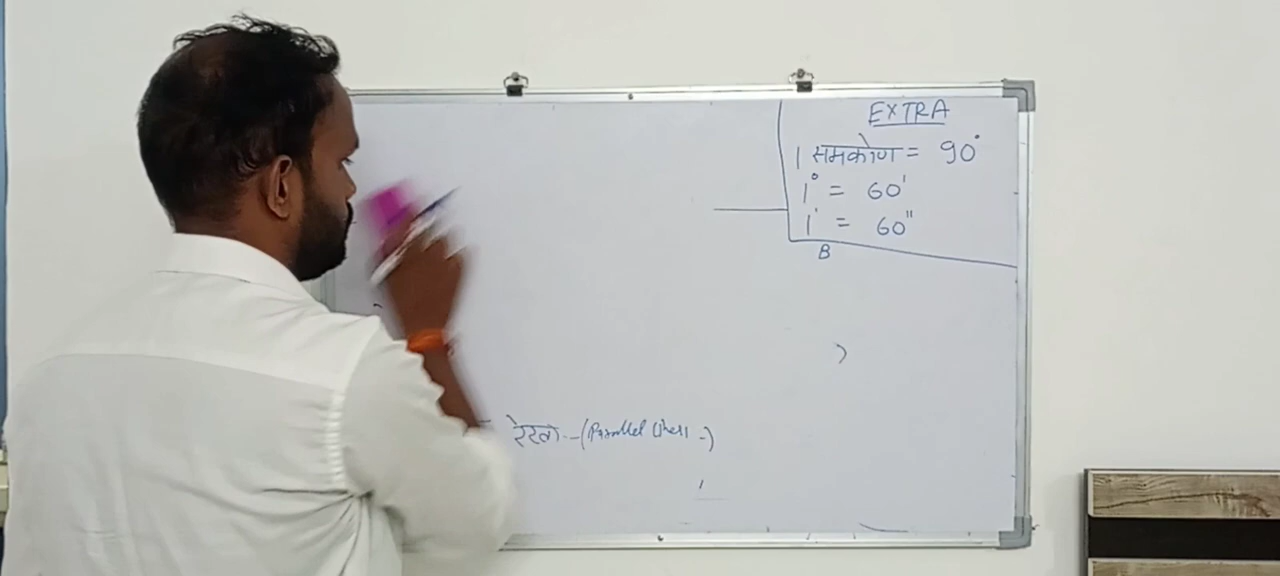 EXTRA
1 समकोण = 90°
1° = 60'
1' = 60"
B
रेखा - (Parallel lines -)